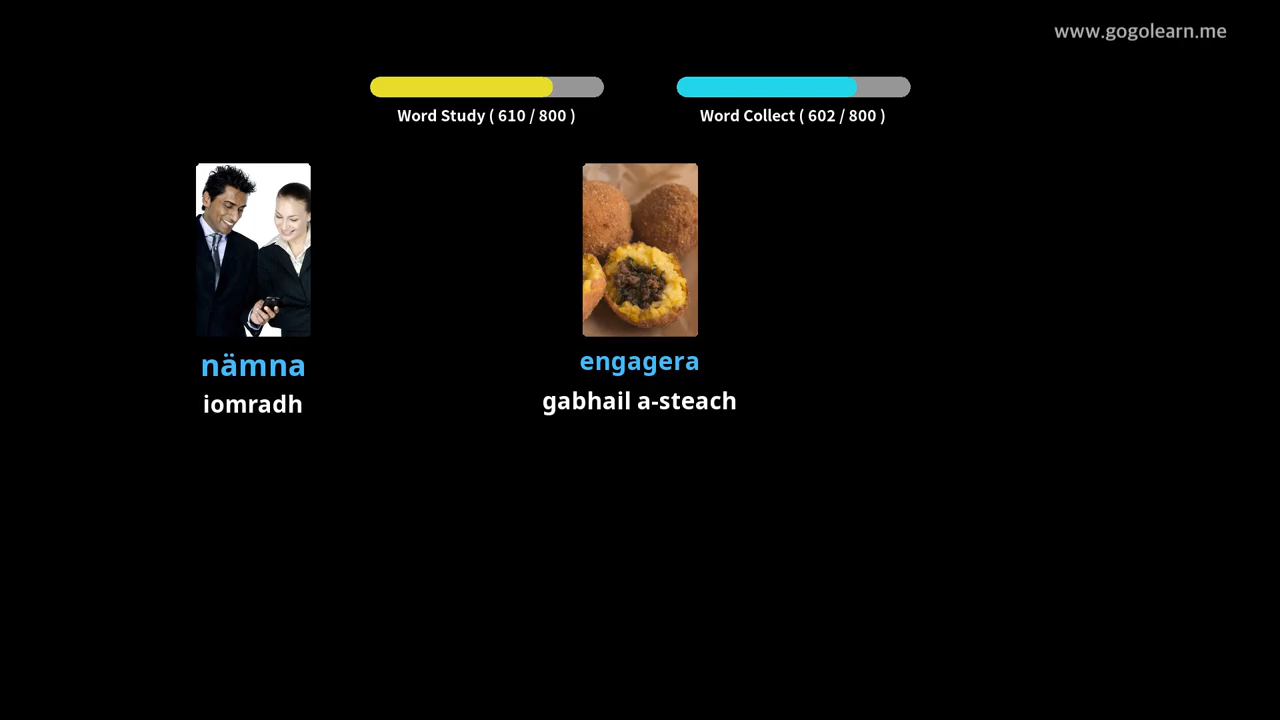 www.gogolearn.me
Word Study ( 610 / 800 )
Word Collect ( 602 / 800 )
nämna
iomradh
engagera
gabhail a-steach